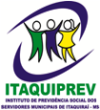 ITAQUIPREV
INSTITUTO DE PREVIDÊNCIA SOCIAL DOS
SERVIDORES MUNICIPAIS DE ITAQUIRAÍ - MS